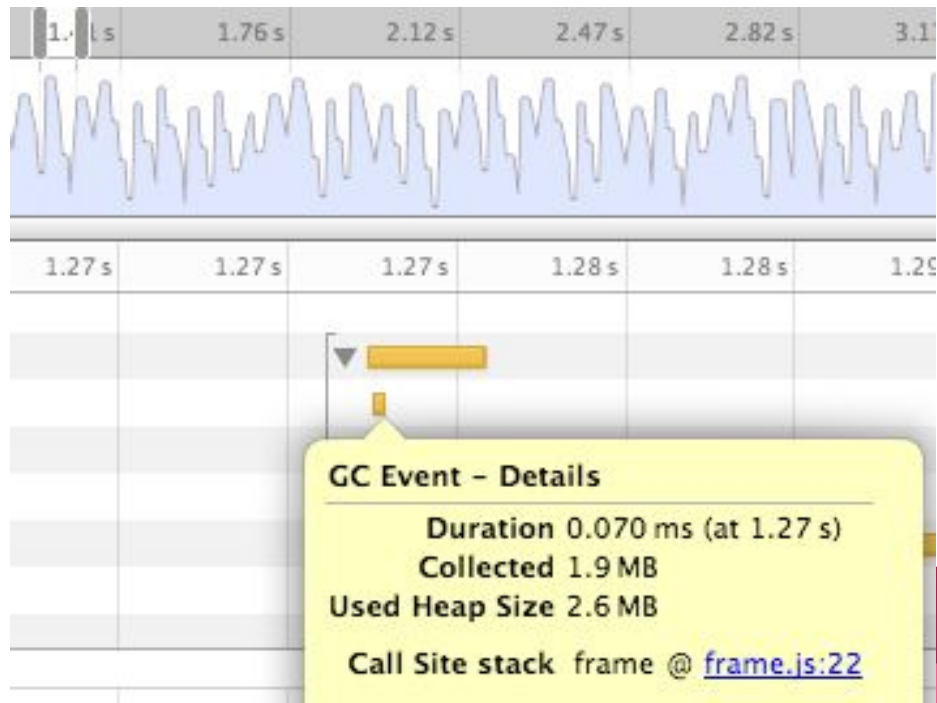 1.76 s 2.12 s 2.47 s 2.82 s
1.27 s 1.27 s 1.27 s 1.28 s 1.28 s
GC Event – Details
Duration 0.070 ms (at 1.27 s)
Collected 1.9 MB
Used Heap Size 2.6 MB
Call Site stack frame @ frame.js:22